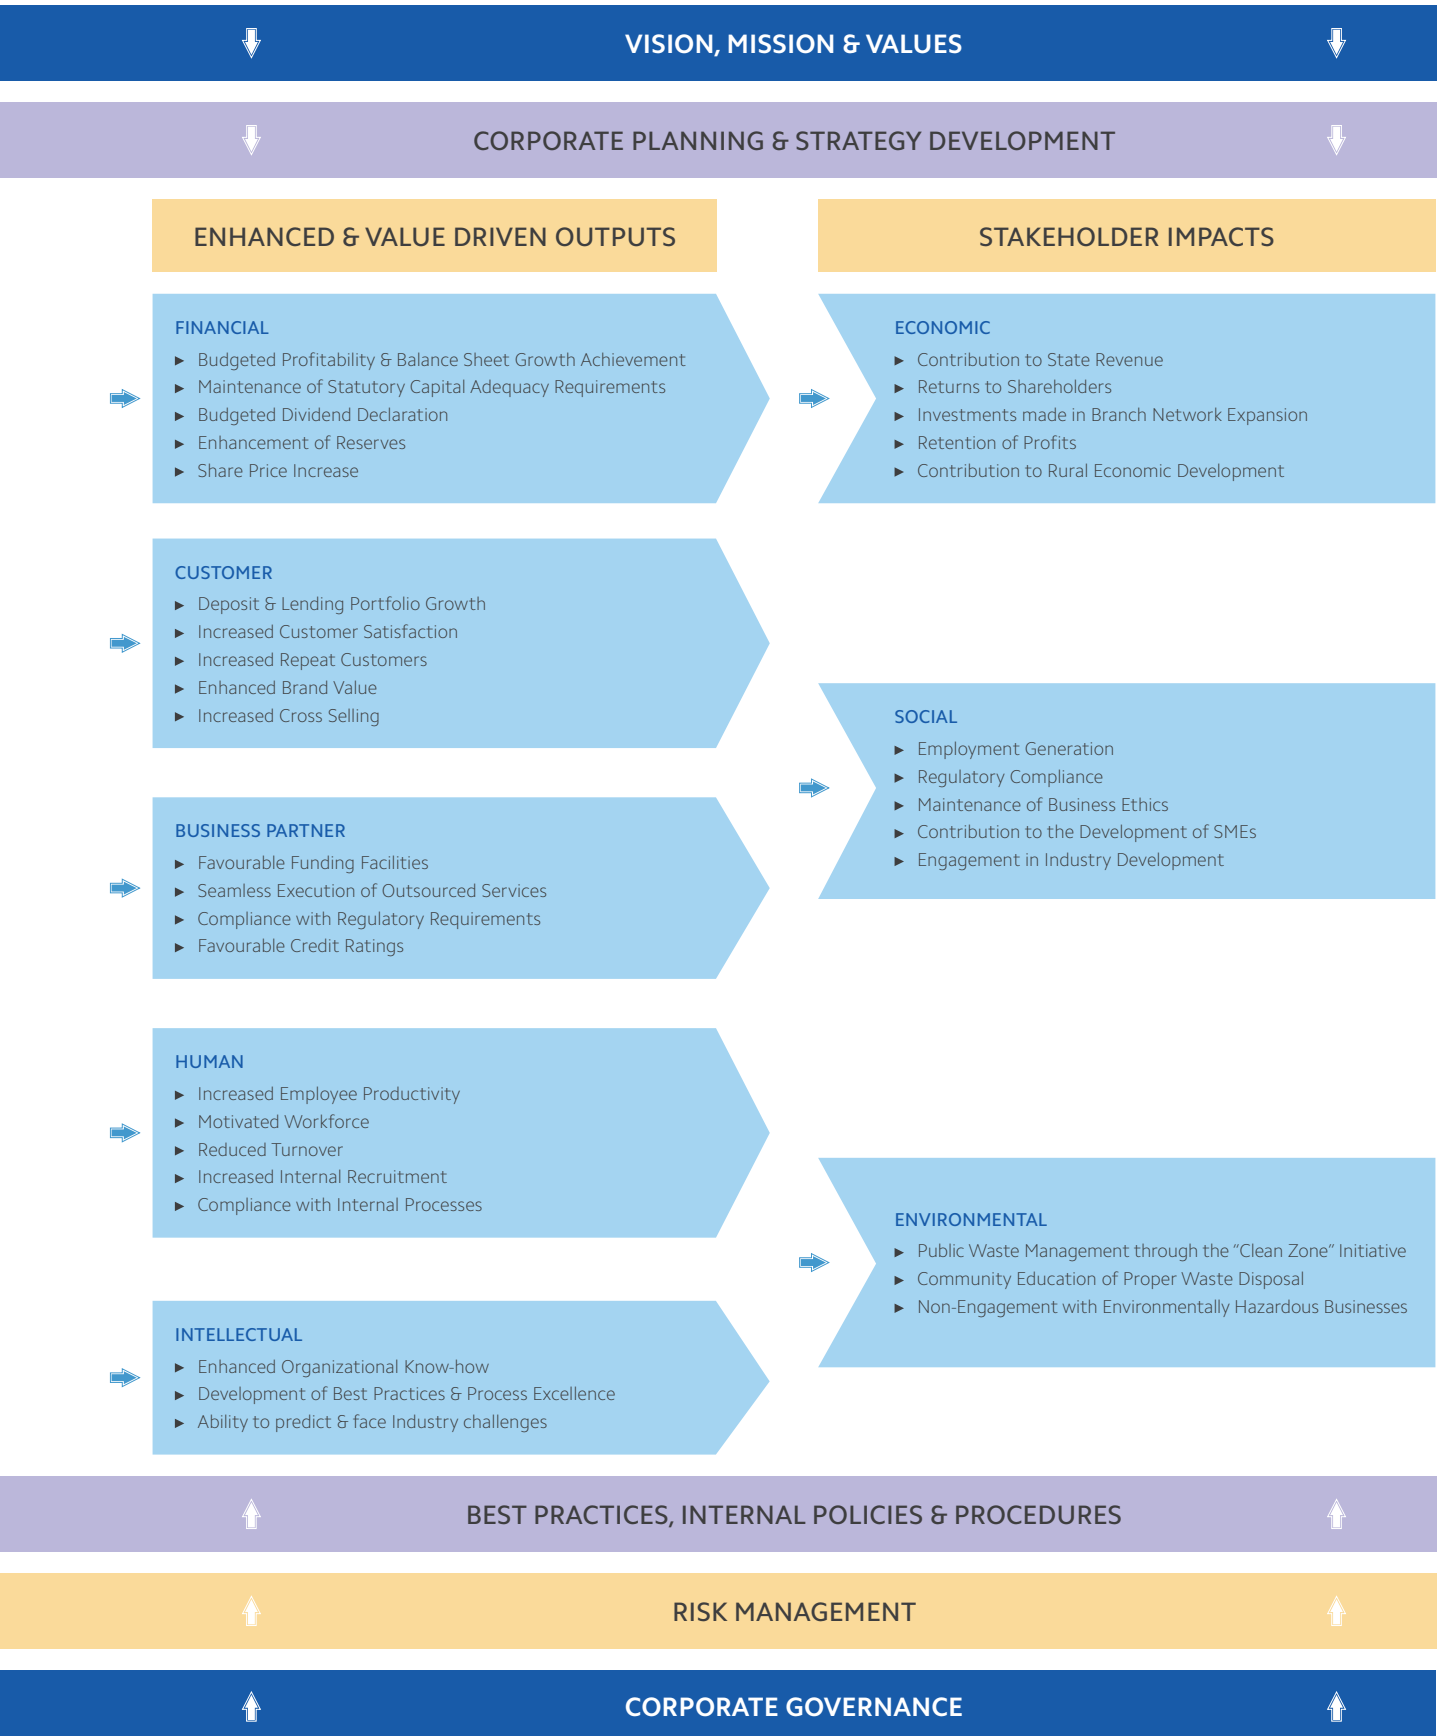 VISION, MISSION & VALUES
CORPORATE PLANNING & STRATEGY DEVELOPMENT
ENHANCED & VALUE DRIVEN OUTPUTS
FINANCIAL
► Budgeted Profitability & Balance Sheet Growth Achievement
► Maintenance of Statutory Capital Adequacy Requirements
► Budgeted Dividend Declaration
► Enhancement of Reserves
► Share Price Increase
CUSTOMER
► Deposit & Lending Portfolio Growth
► Increased Customer Satisfaction
► Increased Repeat Customers
► Enhanced Brand Value
► Increased Cross Selling
BUSINESS PARTNER
► Favourable Funding Facilities
► Seamless Execution of Outsourced Services
► Compliance with Regulatory Requirements
► Favourable Credit Ratings
HUMAN
► Increased Employee Productivity
► Motivated Workforce
► Reduced Turnover
► Increased Internal Recruitment
► Compliance with Internal Processes
INTELLECTUAL
► Enhanced Organizational Know-how
► Development of Best Practices & Process Excellence
► Ability to predict & face Industry challenges
STAKEHOLDER IMPACTS
ECONOMIC
► Contribution to State Revenue
► Returns to Shareholders
► Investments made in Branch Network Expansion
► Retention of Profits
► Contribution to Rural Economic Development
SOCIAL
► Employment Generation
► Regulatory Compliance
► Maintenance of Business Ethics
► Contribution to the Development of SMEs
► Engagement in Industry Development
ENVIRONMENTAL
► Public Waste Management through the “Clean Zone” Initiative
► Community Education of Proper Waste Disposal
► Non-Engagement with Environmentally Hazardous Businesses
BEST PRACTICES, INTERNAL POLICIES & PROCEDURES
RISK MANAGEMENT
CORPORATE GOVERNANCE